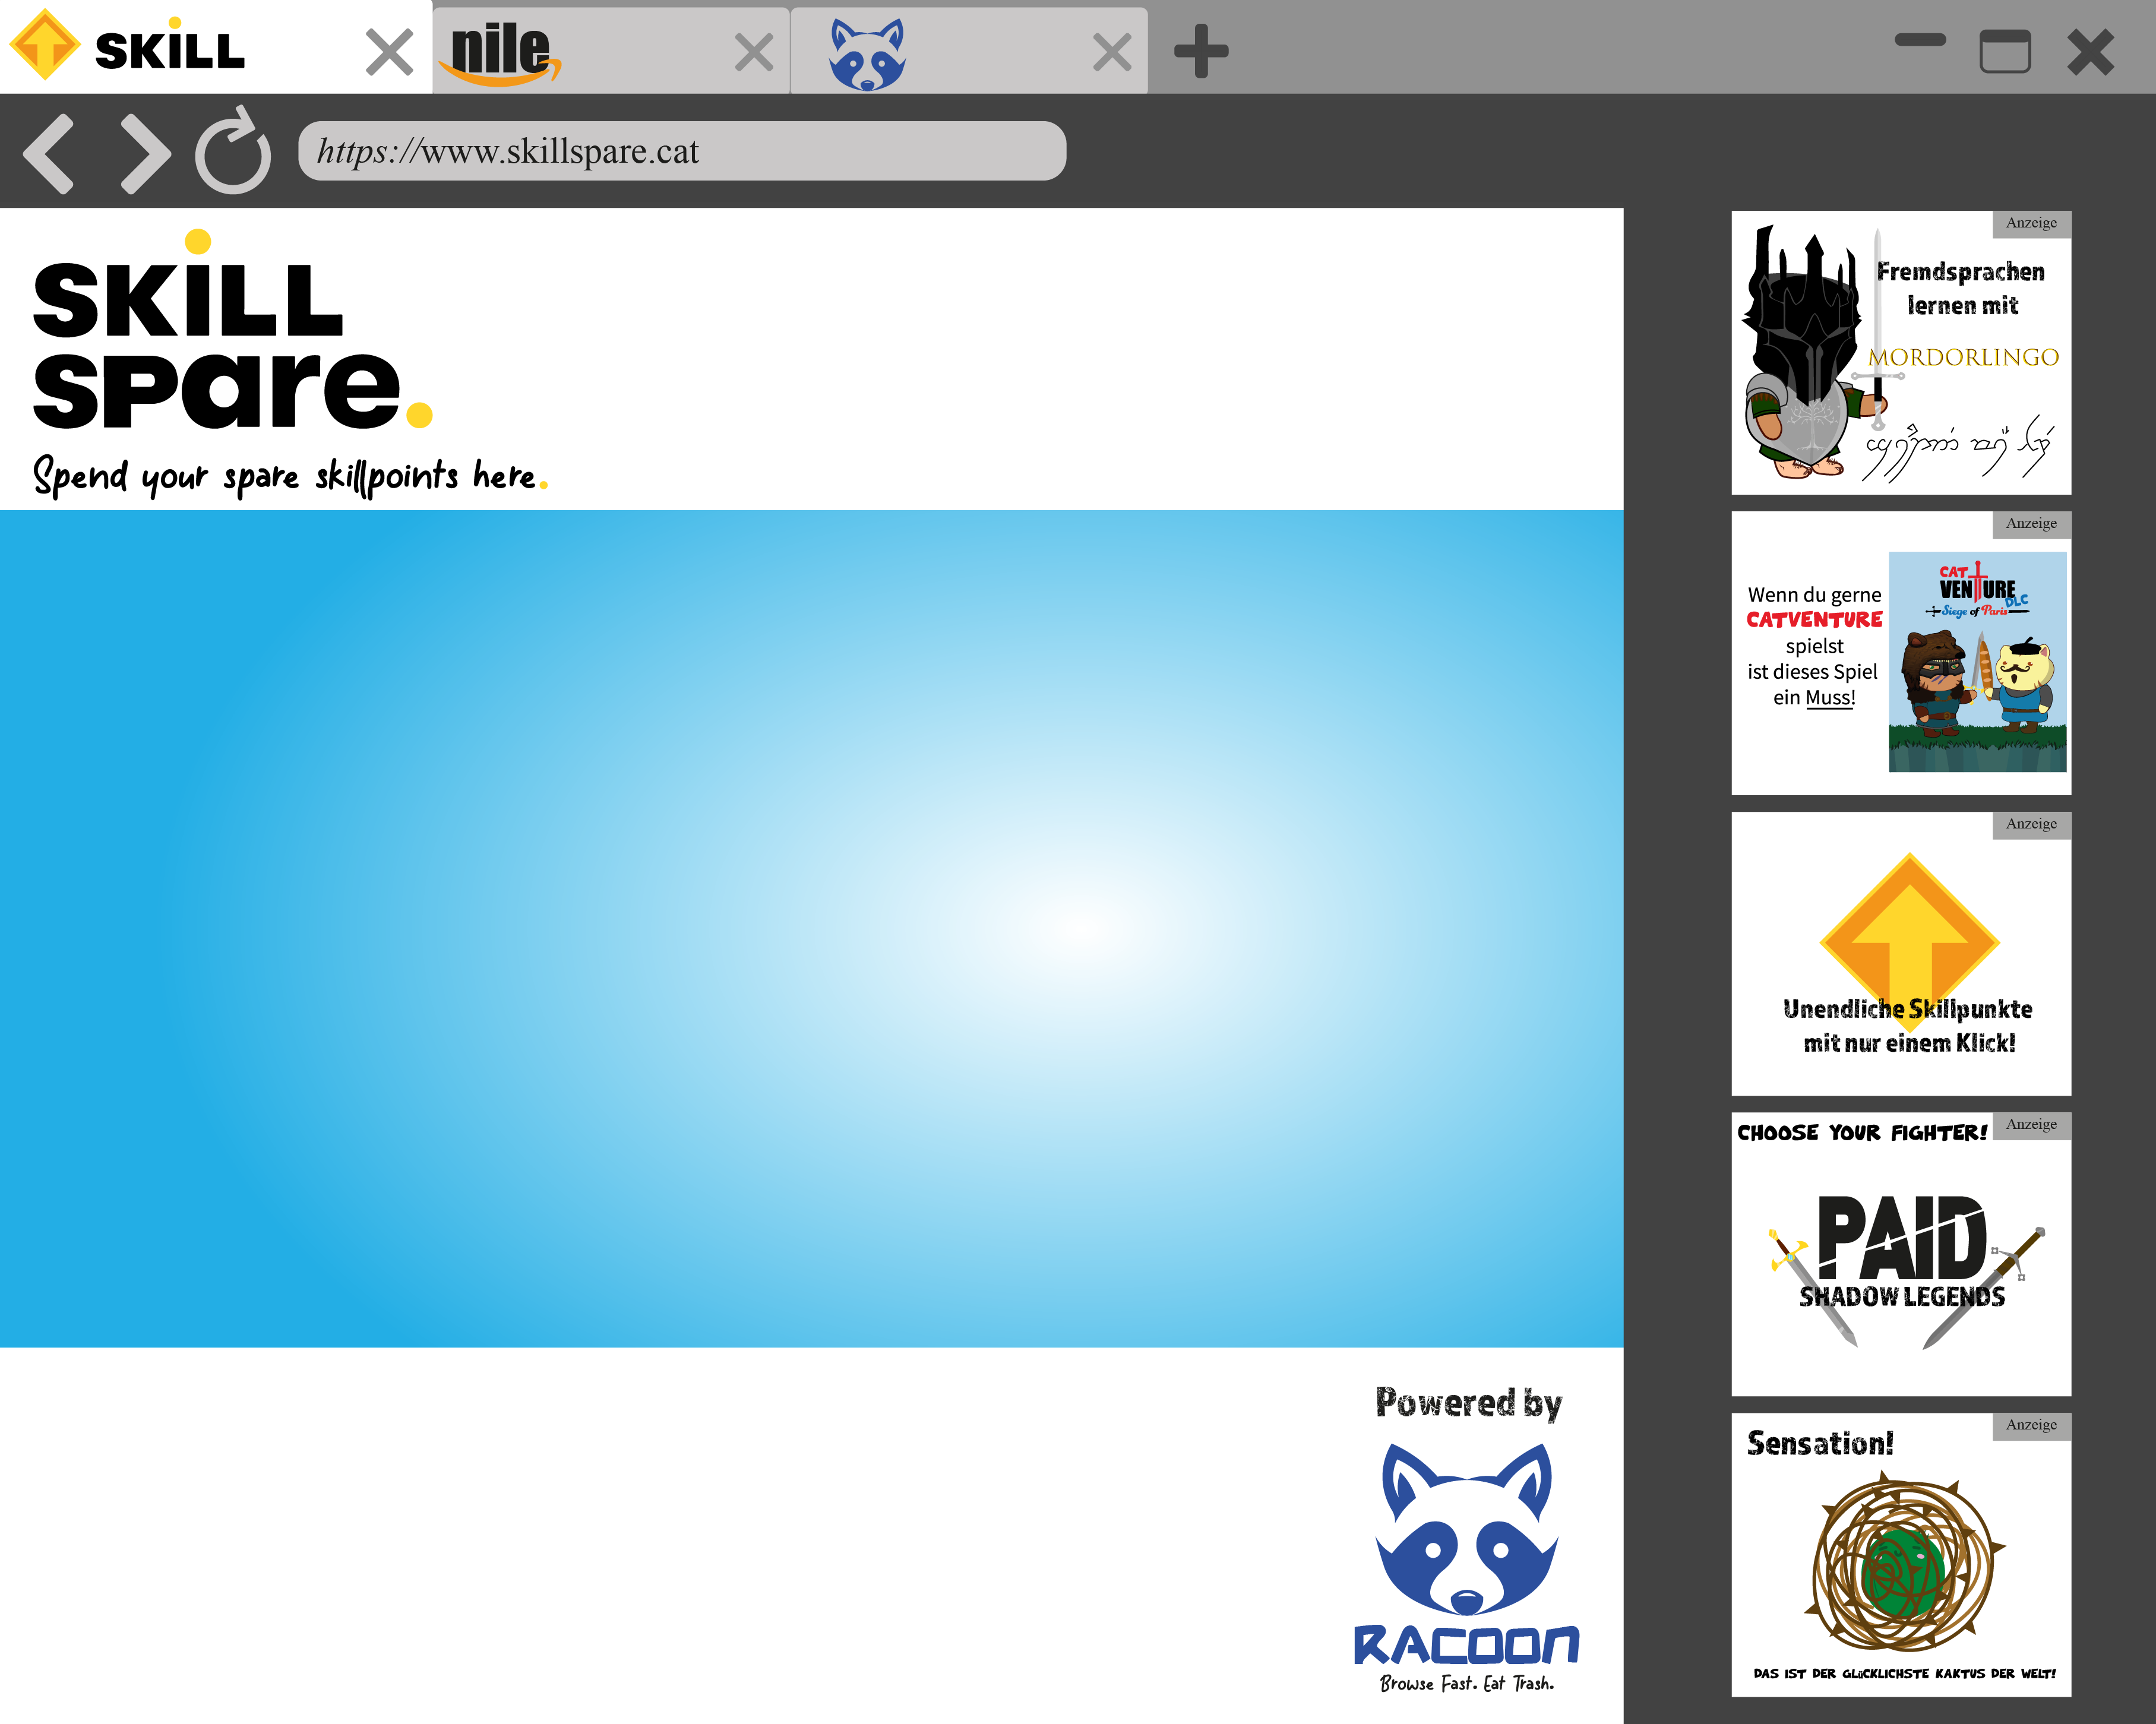 SKiLL
nile
https://www.skillspare.cat
SKiLL
SPare.
Spend your spare skillpoints here.
Anzeige
Fremdsprachen
lernen mit
MORDORLINGO
Anzeige
Wenn du gerne
CATVENTURE
spielst
ist dieses Spiel
ein Muss!
CAT
VENTURE
DLC
Siege of Paris
Anzeige
Unendliche Skillpunkte
mit nur einem Klick!
Anzeige
CHOOSE YOUR FIGHTER!
PAID
SHADOW LEGENDS
Anzeige
Sensation!
DAS IST DER GLüCKLICHSTE KAKTUS DER WELT!
Powered by
RACOON
Browse Fast. Eat Trash.